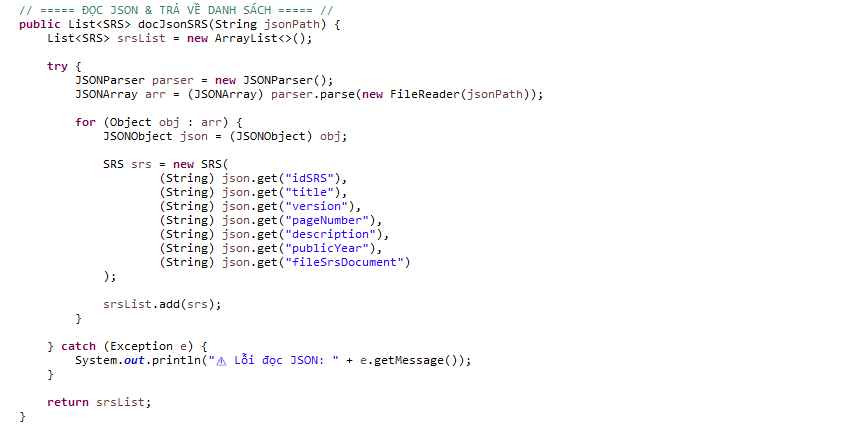 // ===== ĐỌC JSON & TRẢ VỀ DANH SÁCH ===== //
public List<SRS> docJsonSRS(String jsonPath) {
List<SRS> srsList = new ArrayList<>();
try {
JSONParser parser = new JSONParser();
JSONArray arr = (JSONArray) parser.parse(new FileReader(jsonPath));
for (Object obj : arr) {
JSONObject json = (JSONObject) obj;
SRS srs = new SRS(
(String) json.get("idSRS"),
(String) json.get("title"),
(String) json.get("version"),
(String) json.get("pageNumber"),
(String) json.get("description"),
(String) json.get("publicYear"),
(String) json.get("fileSrsDocument")
);
srsList.add(srs);
}
} catch (Exception e) {
System.out.println("⚠ Lỗi đọc JSON: " + e.getMessage());
}
return srsList;
}